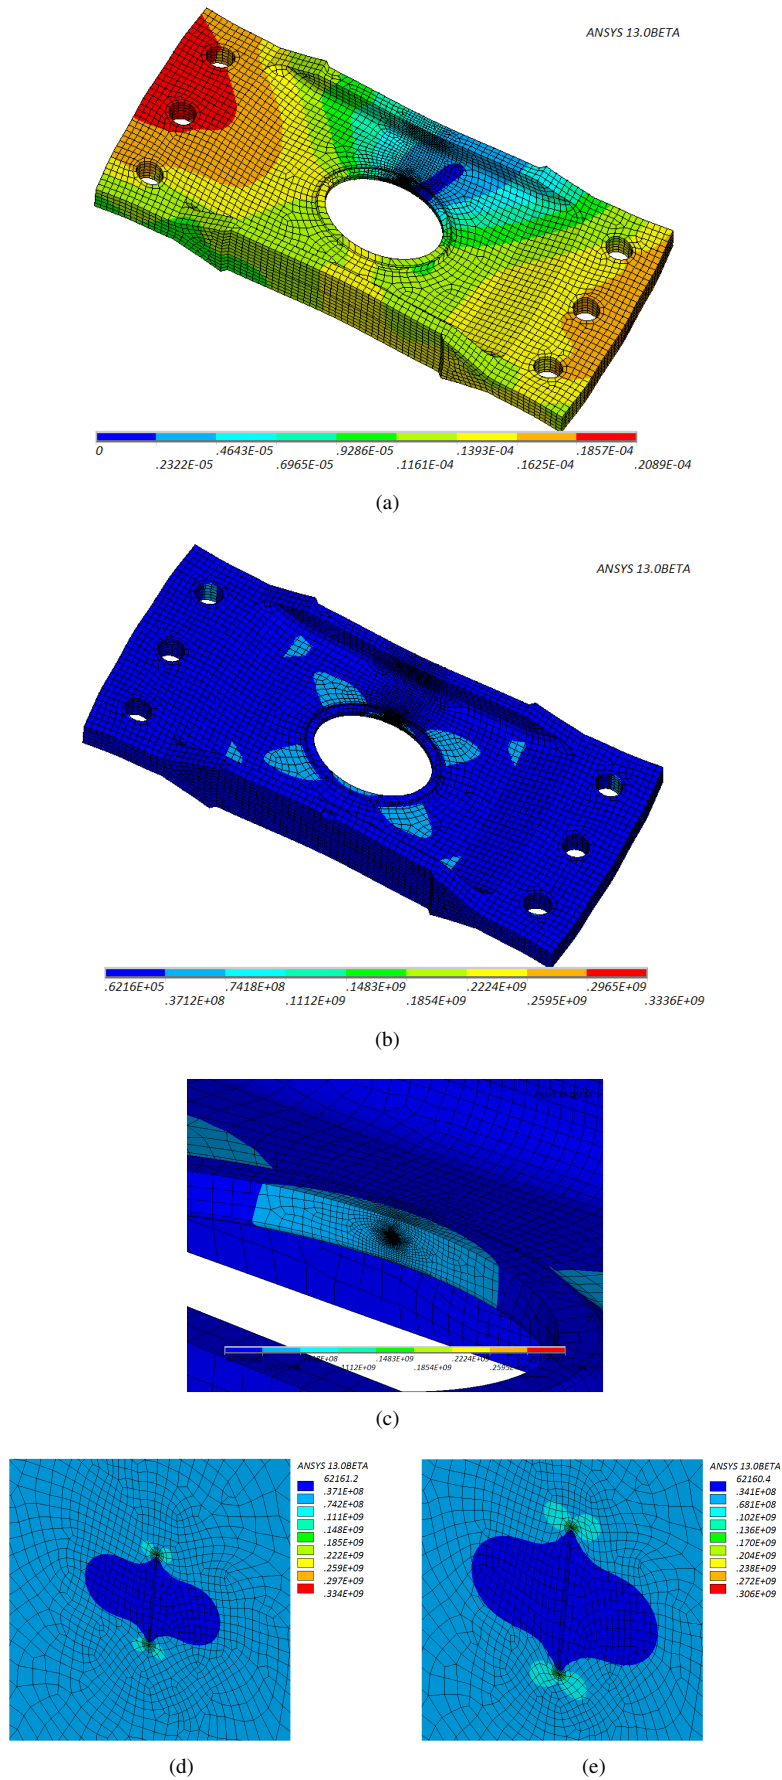 ANSYS 13.0BETA
0 .4643E-05 .9286E-05 .1393E-04 .1857E-04
.2322E-05 .6965E-05 .1161E-04 .1625E-04 .2089E-04
(a)
ANSYS 13.0BETA
.6216E+05 .7418E+08 .1483E+09 .2224E+09 .2965E+09
.3712E+08 .1112E+09 .1854E+09 .2595E+09 .3336E+09
(b)
.1483E+09 .2224E+09
.1112E+09 .1854E+09
(c)
ANSYS 13.0BETA
62161.2
.371E+08
.742E+08
.111E+09
.148E+09
.185E+09
.222E+09
.259E+09
.297E+09
.334E+09
(d)
ANSYS 13.0BETA
62160.4
.341E+08
.681E+08
.102E+09
.136E+09
.170E+09
.204E+09
.238E+09
.272E+09
.306E+09
(e)